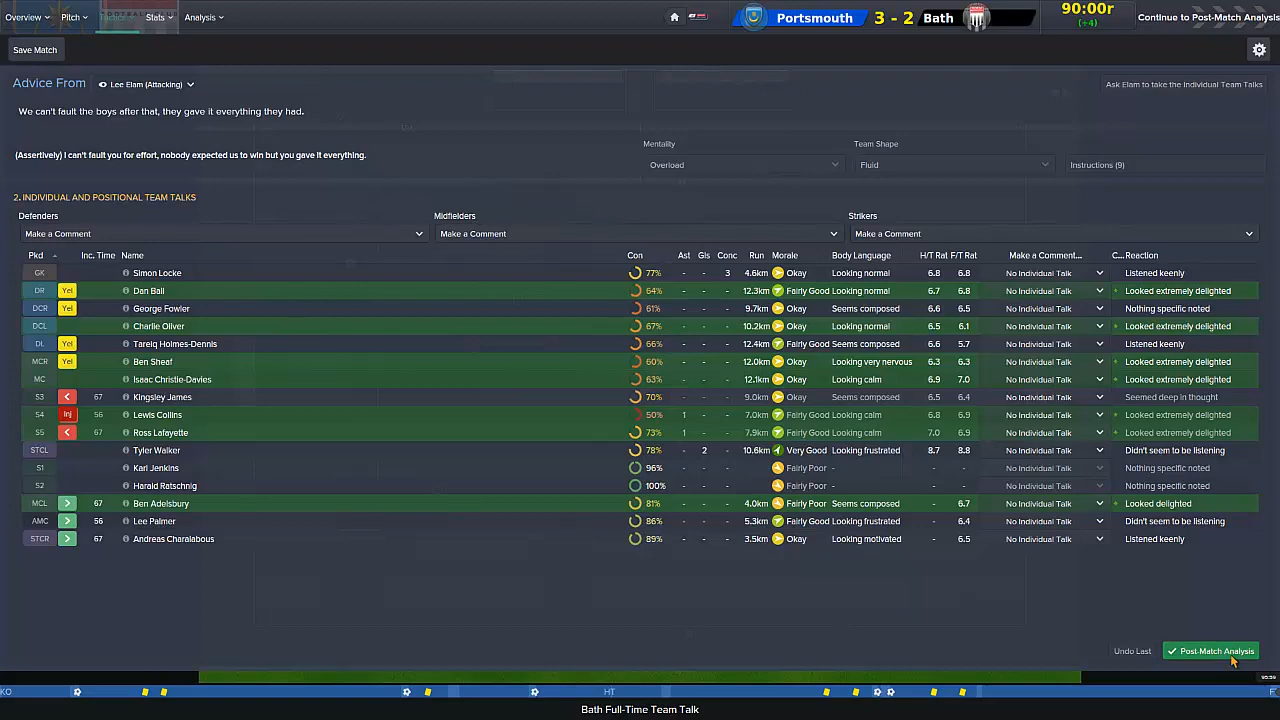 Overview Pitch Tactics Stats Analysis Portsmouth 3 - 2 Bath 90:00r (+4) Continue to Post-Match Analysis
Save Match
Advice From Lee Elam (Attacking) Ask Elam to take the Individual Team Talks
We can't fault the boys after that, they gave it everything they had.
(Assertively) I can't fault you for effort, nobody expected us to win but you gave it everything.
Mentality Team Shape
Overload Fluid Instructions (9)
2. INDIVIDUAL AND POSITIONAL TEAM TALKS
Defenders Midfielders Strikers
Make a Comment Make a Comment Make a Comment
Pkd Inc. Time Name Con Ast Gls Conc Run Morale Body Language H/T Rat F/T Rat Make a Comment... C... Reaction
GK Simon Locke 77% - - 3 4.6km Okay Looking normal 6.8 6.8 No Individual Talk Listened keenly
DR Yel Dan Ball 64% - - - 12.3km Fairly Good Looking normal 6.7 6.8 No Individual Talk Looked extremely delighted
DCR Yel George Fowler 61% - - - 9.7km Okay Seems composed 6.6 6.5 No Individual Talk Nothing specific noted
DCL Charlie Oliver 67% - - - 10.2km Okay Looking normal 6.5 6.1 No Individual Talk Looked extremely delighted
DL Yel Tareiq Holmes-Dennis 66% - - - 12.4km Fairly Good Seems composed 6.6 5.7 No Individual Talk Listened keenly
MCR Yel Ben Sheaf 60% - - - 12.0km Okay Looking very nervous 6.3 6.3 No Individual Talk Looked extremely delighted
MC Isaac Christie-Davies 63% - - - 12.1km Okay Looking calm 6.9 7.0 No Individual Talk Looked extremely delighted
S3 67 Kingsley James 70% - - - 9.0km Okay Seems composed 6.5 6.4 No Individual Talk Seemed deep in thought
S4 Inj 56 Lewis Collins 50% 1 - - 7.0km Fairly Good Looking calm 6.8 6.9 No Individual Talk Looked extremely delighted
S5 67 Ross Lafayette 73% 1 - - 7.9km Fairly Good Looking calm 7.0 6.9 No Individual Talk Looked extremely delighted
STCL Tyler Walker 78% - 2 - 10.6km Very Good Looking frustrated 8.7 8.8 No Individual Talk Didn't seem to be listening
S1 Karl Jenkins 96% - - - Fairly Poor - - No Individual Talk Nothing specific noted
S2 Harald Ratschnig 100% - - - Fairly Poor - - No Individual Talk Nothing specific noted
MCL 67 Ben Adelsbury 81% - - - 4.0km Fairly Poor Seems composed - 6.7 No Individual Talk Looked delighted
AMC 56 Lee Palmer 86% - - - 5.3km Fairly Good Looking frustrated - 6.4 No Individual Talk Didn't seem to be listening
STCR 67 Andreas Charalabous 89% - - - 3.5km Okay Looking motivated - 6.5 No Individual Talk Listened keenly
Undo Last Post-Match Analysis
KO HT
Bath Full-Time Team Talk